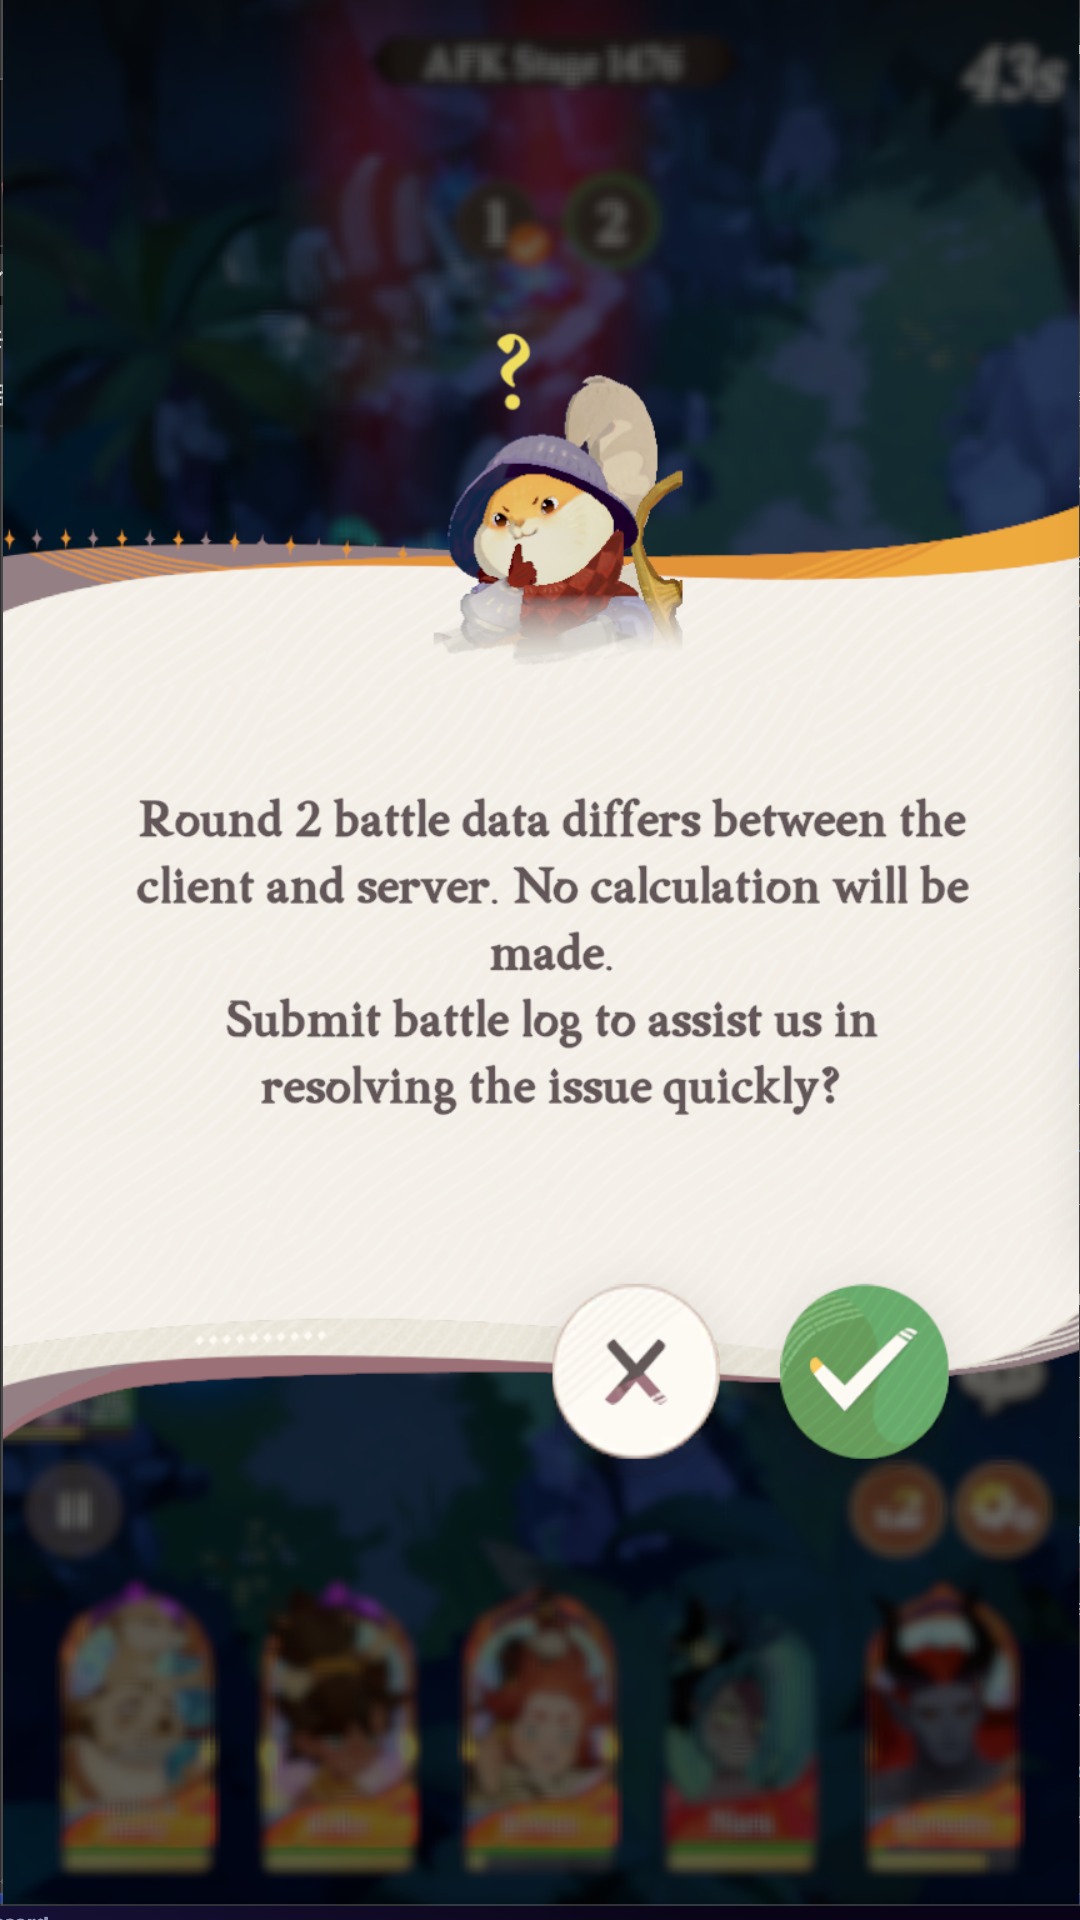 AFK Stage 1476
43s
1
2
?
Round 2 battle data differs between the
client and server. No calculation will be
made.
Submit battle log to assist us in
resolving the issue quickly?